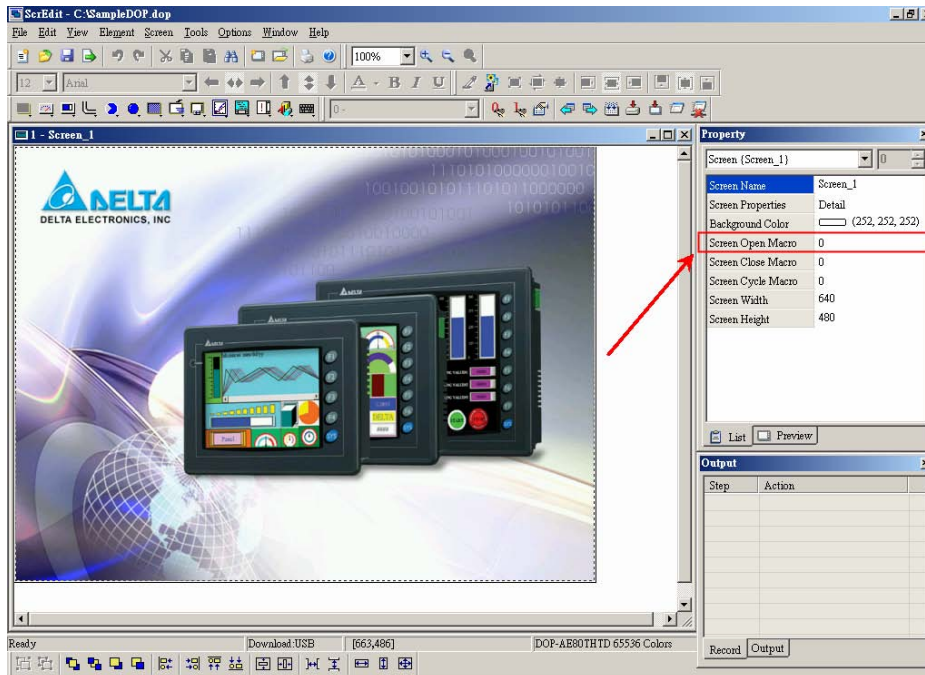 ScrEdit - C:\SampleDOP.dop
File Edit View Element Screen Tools Options Window Help
100%
12 Arial A - B I U
0 -
1 - Screen_1
DELTA
DELTA ELECTRONICS, INC
Property
Screen {Screen_1} 0
Screen Name Screen_1
Screen Properties Detail
Background Color (252, 252, 252)
Screen Open Macro 0
Screen Close Macro 0
Screen Cycle Macro 0
Screen Width 640
Screen Height 480
List Preview
Output
Step Action
Record Output
Ready Download:USB [663,486] DOP-AE80THTD 65536 Colors